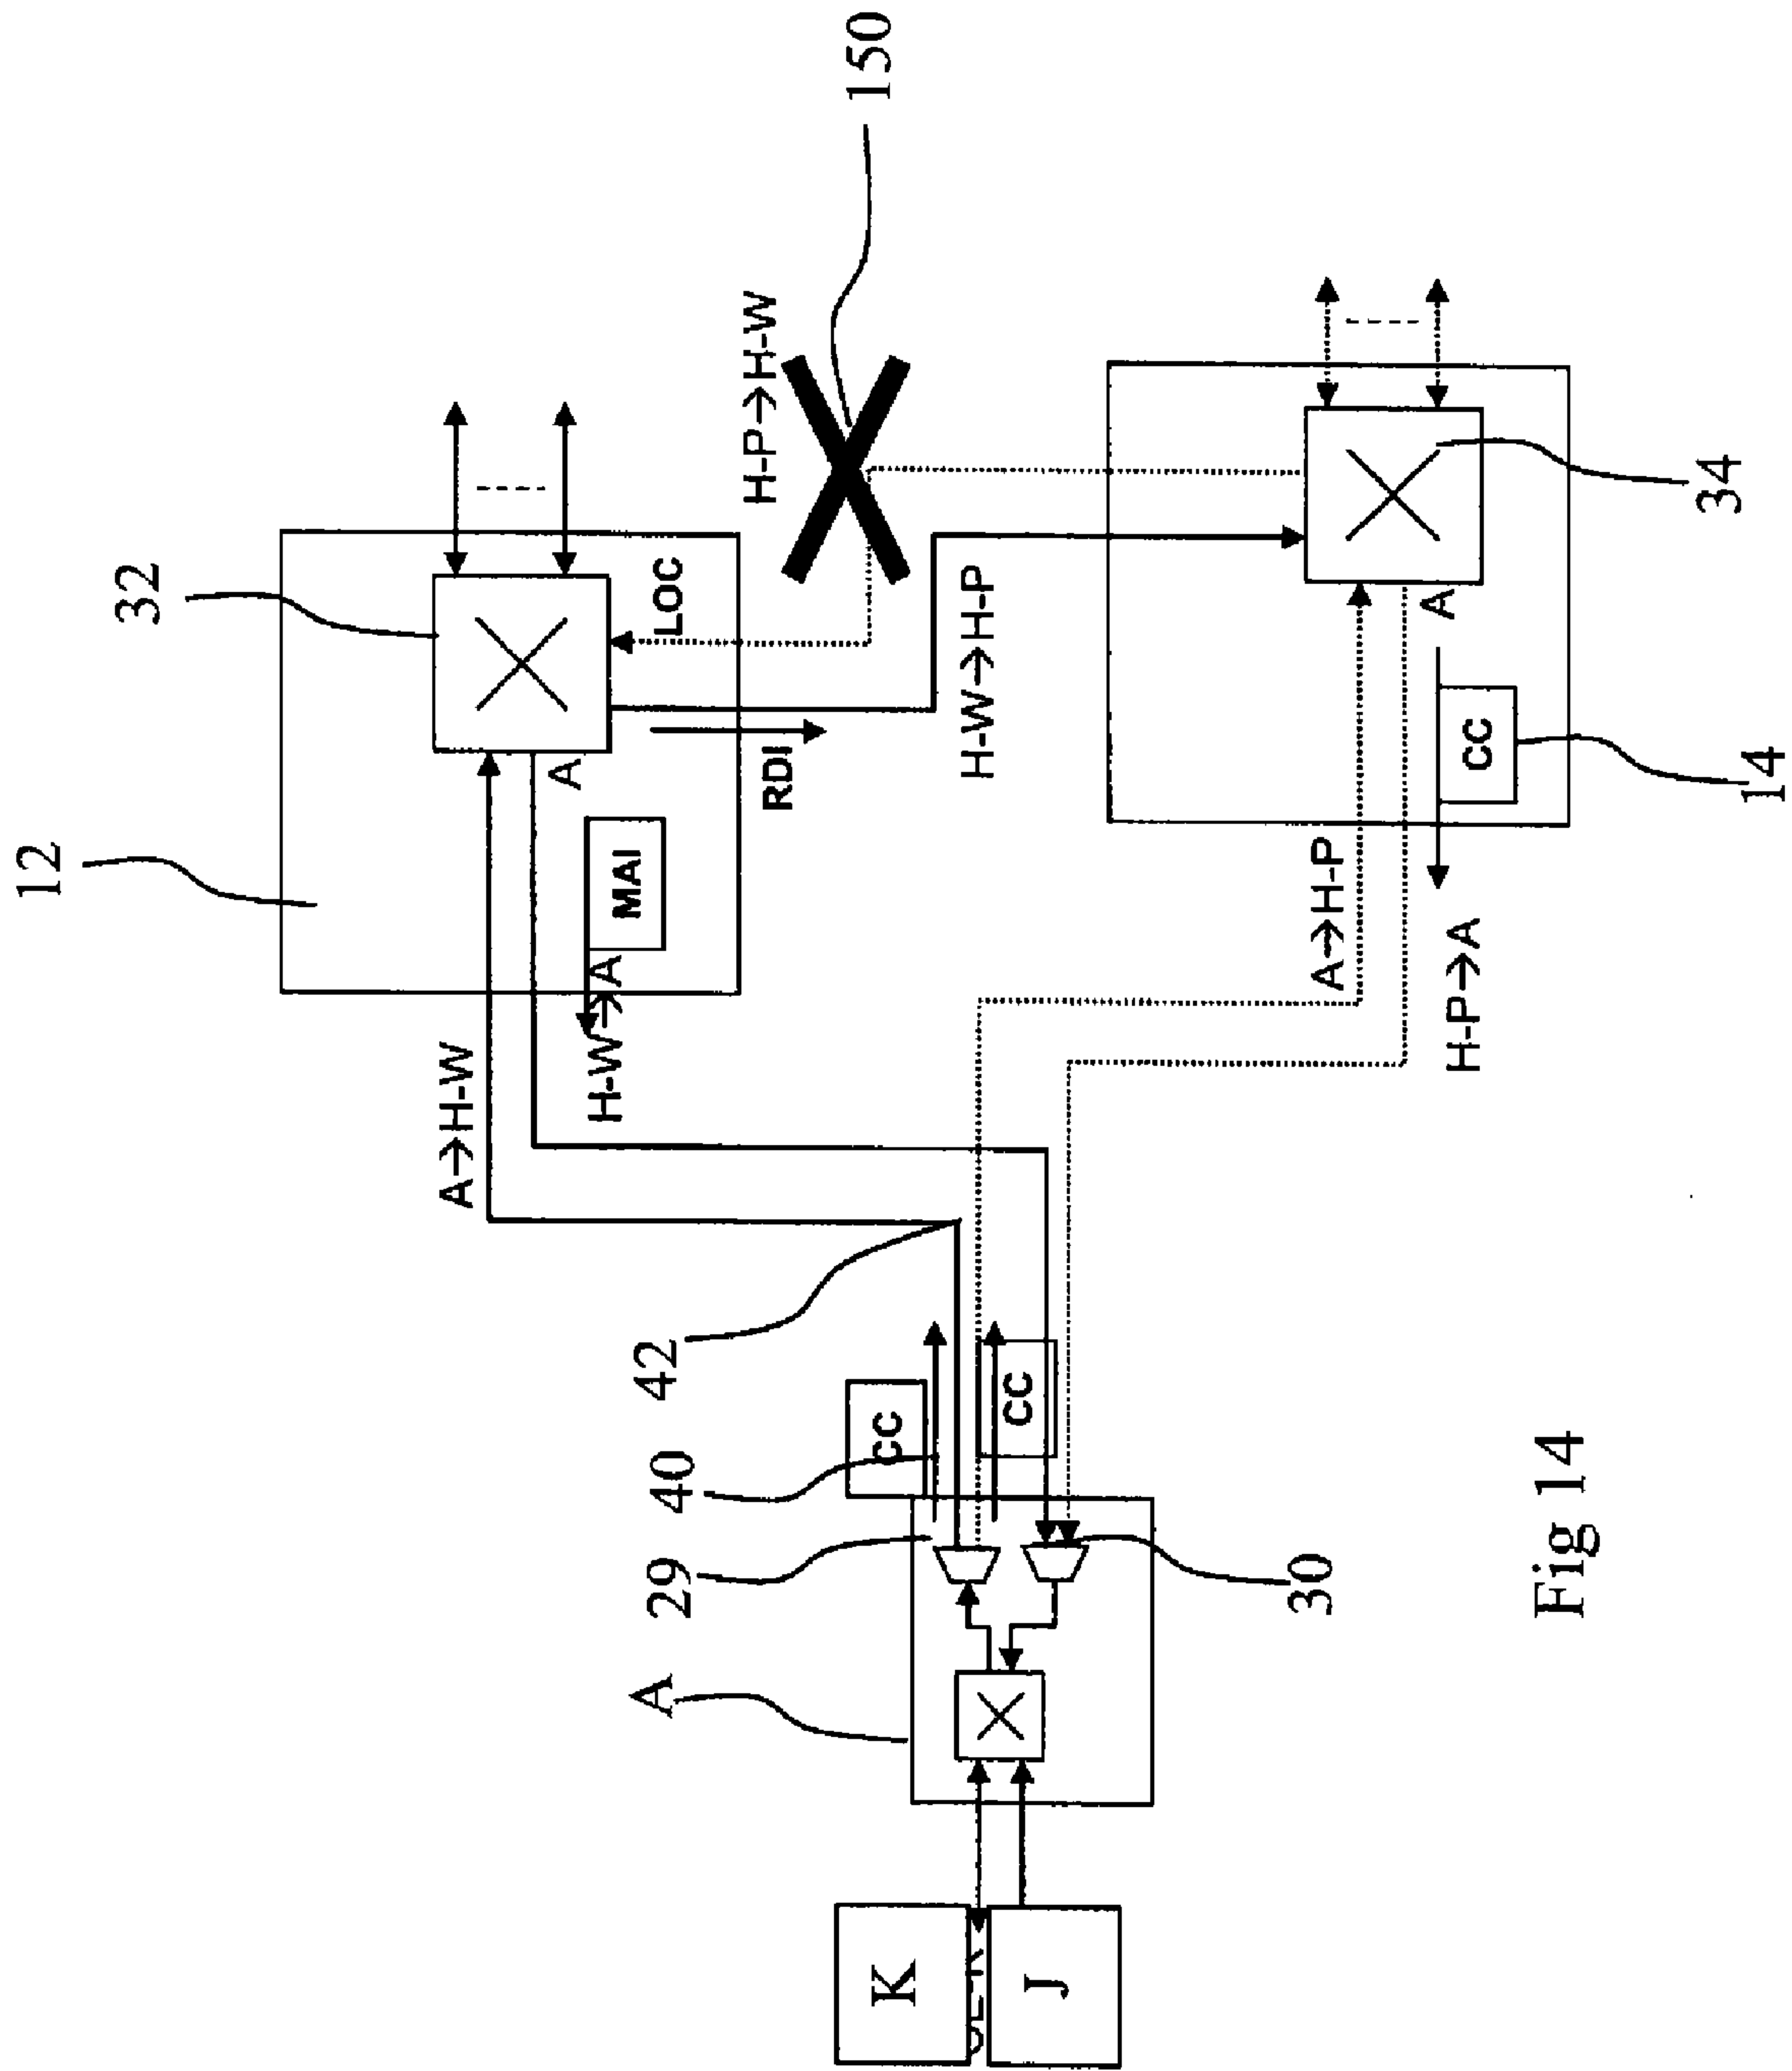 12
32
A→H-W
A
LOC
H-W→A
MAI
RDI
H-P→H-W
150
42
40
29
A
CC
CC
30
K
J
H-W→H-P
A→H-P
A
H-P→A
CC
34
14
Fig 14